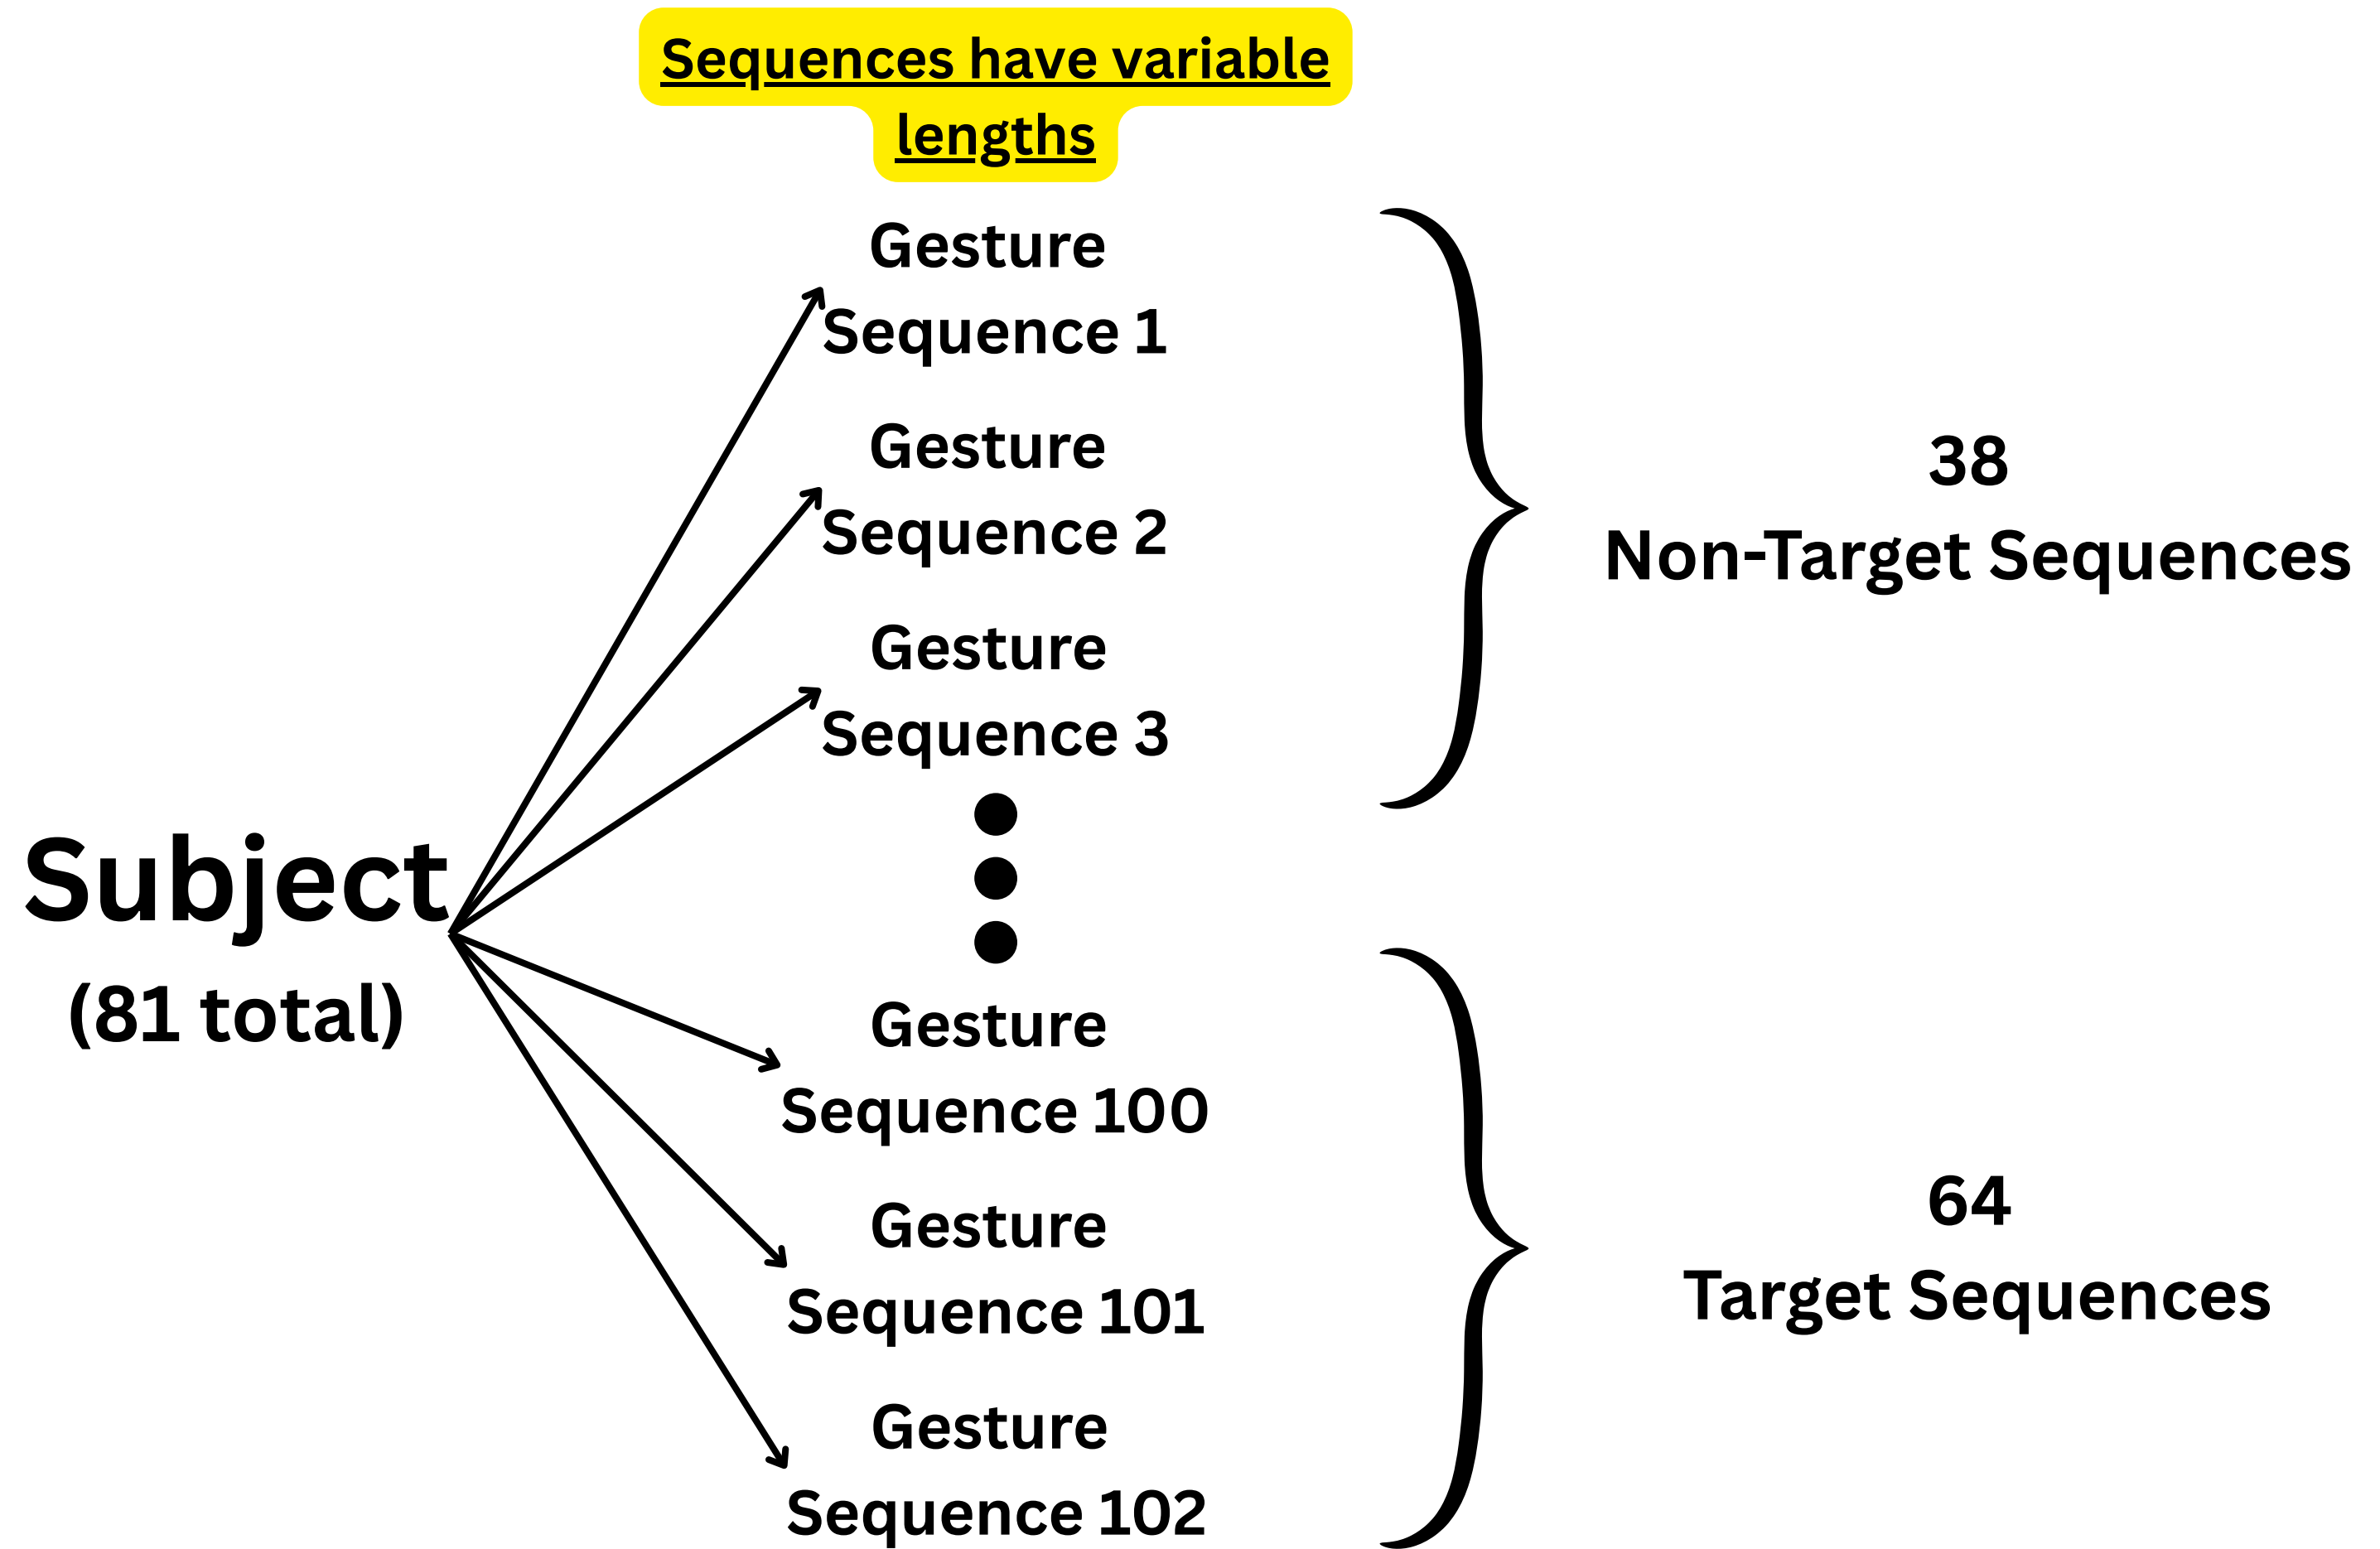 Sequences have variable
lengths
Gesture
Sequence 1
Gesture
Sequence 2
Gesture
Sequence 3
Subject
(81 total)
Gesture
Sequence 100
Gesture
Sequence 101
Gesture
Sequence 102
38
Non-Target Sequences
64
Target Sequences